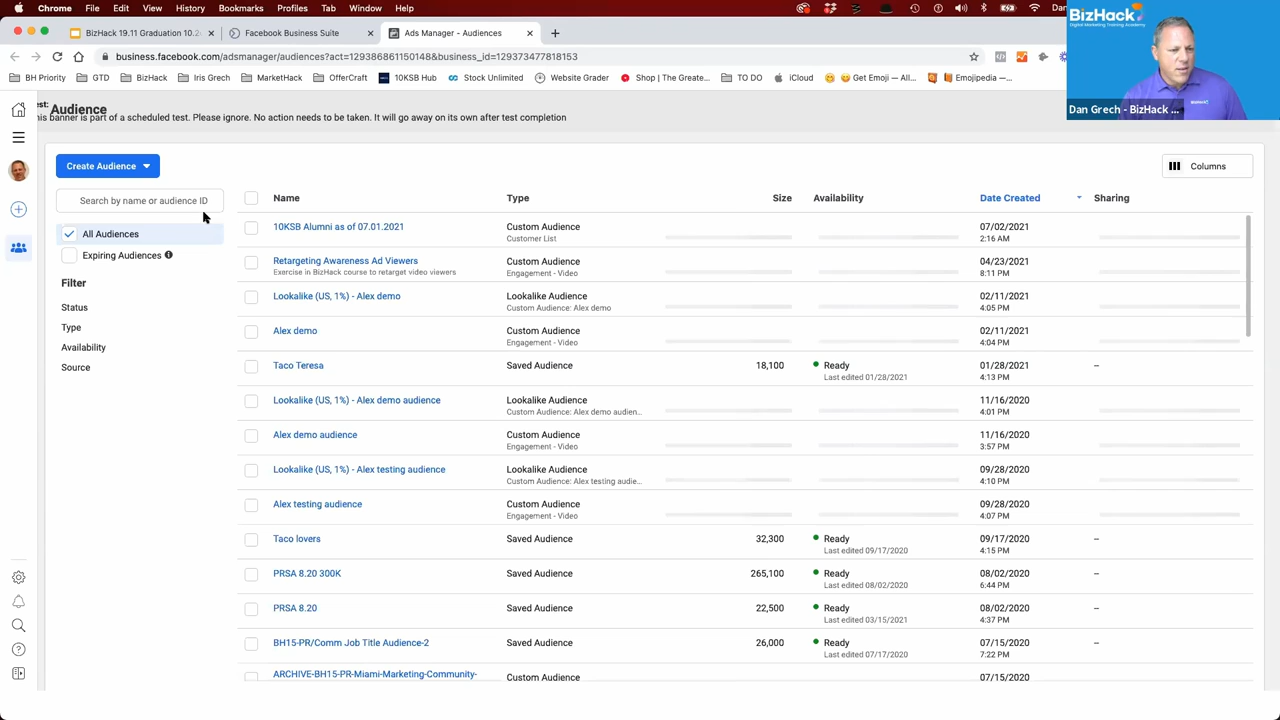 Chrome File Edit View History Bookmarks Profiles Tab Window Help
BizHack 19.11 Graduation 10.2
Facebook Business Suite
Ads Manager - Audiences
business.facebook.com/adsmanager/audiences?act=129386861150148&business_id=129373477818153
BH Priority GTD BizHack Iris Grech MarketHack OfferCraft 10KSB Hub Stock Unlimited Website Grader Shop | The Greate... TO DO iCloud Get Emoji — All... Emojipedia —...
BizHack
Digital Marketing Training Academy
BIZHACK
Dan Grech - BizHack ...
Audience
his banner is part of a scheduled test. Please ignore. No action needs to be taken. It will go away on its own after test completion
Create Audience
Columns
Search by name or audience ID
All Audiences
Expiring Audiences
Filter
Status
Type
Availability
Source
Name Type Size Availability Date Created Sharing
10KSB Alumni as of 07.01.2021 Custom Audience 07/02/2021
Customer List 2:16 AM
Retargeting Awareness Ad Viewers Custom Audience 04/23/2021
Exercise in BizHack course to retarget video viewers Engagement - Video 8:11 PM
Lookalike (US, 1%) - Alex demo Lookalike Audience 02/11/2021
Custom Audience: Alex demo 4:05 PM
Alex demo Custom Audience 02/11/2021
Engagement - Video 4:04 PM
Taco Teresa Saved Audience 18,100 Ready 01/28/2021 --
Last edited 01/28/2021 4:13 PM
Lookalike (US, 1%) - Alex demo audience Lookalike Audience 11/16/2020
Custom Audience: Alex demo audien... 4:01 PM
Alex demo audience Custom Audience 11/16/2020
Engagement - Video 3:57 PM
Lookalike (US, 1%) - Alex testing audience Lookalike Audience 09/28/2020
Custom Audience: Alex testing audie... 4:10 PM
Alex testing audience Custom Audience 09/28/2020
Engagement - Video 4:07 PM
Taco lovers Saved Audience 32,300 Ready 09/17/2020 --
Last edited 09/17/2020 4:15 PM
PRSA 8.20 300K Saved Audience 265,100 Ready 08/02/2020 --
Last edited 08/02/2020 6:44 PM
PRSA 8.20 Saved Audience 22,500 Ready 08/02/2020 --
Last edited 03/15/2021 4:37 PM
BH15-PR/Comm Job Title Audience-2 Saved Audience 26,000 Ready 07/15/2020 --
Last edited 07/17/2020 7:22 PM
ARCHIVE-BH15-PR-Miami-Marketing-Community- Custom Audience 07/15/2020